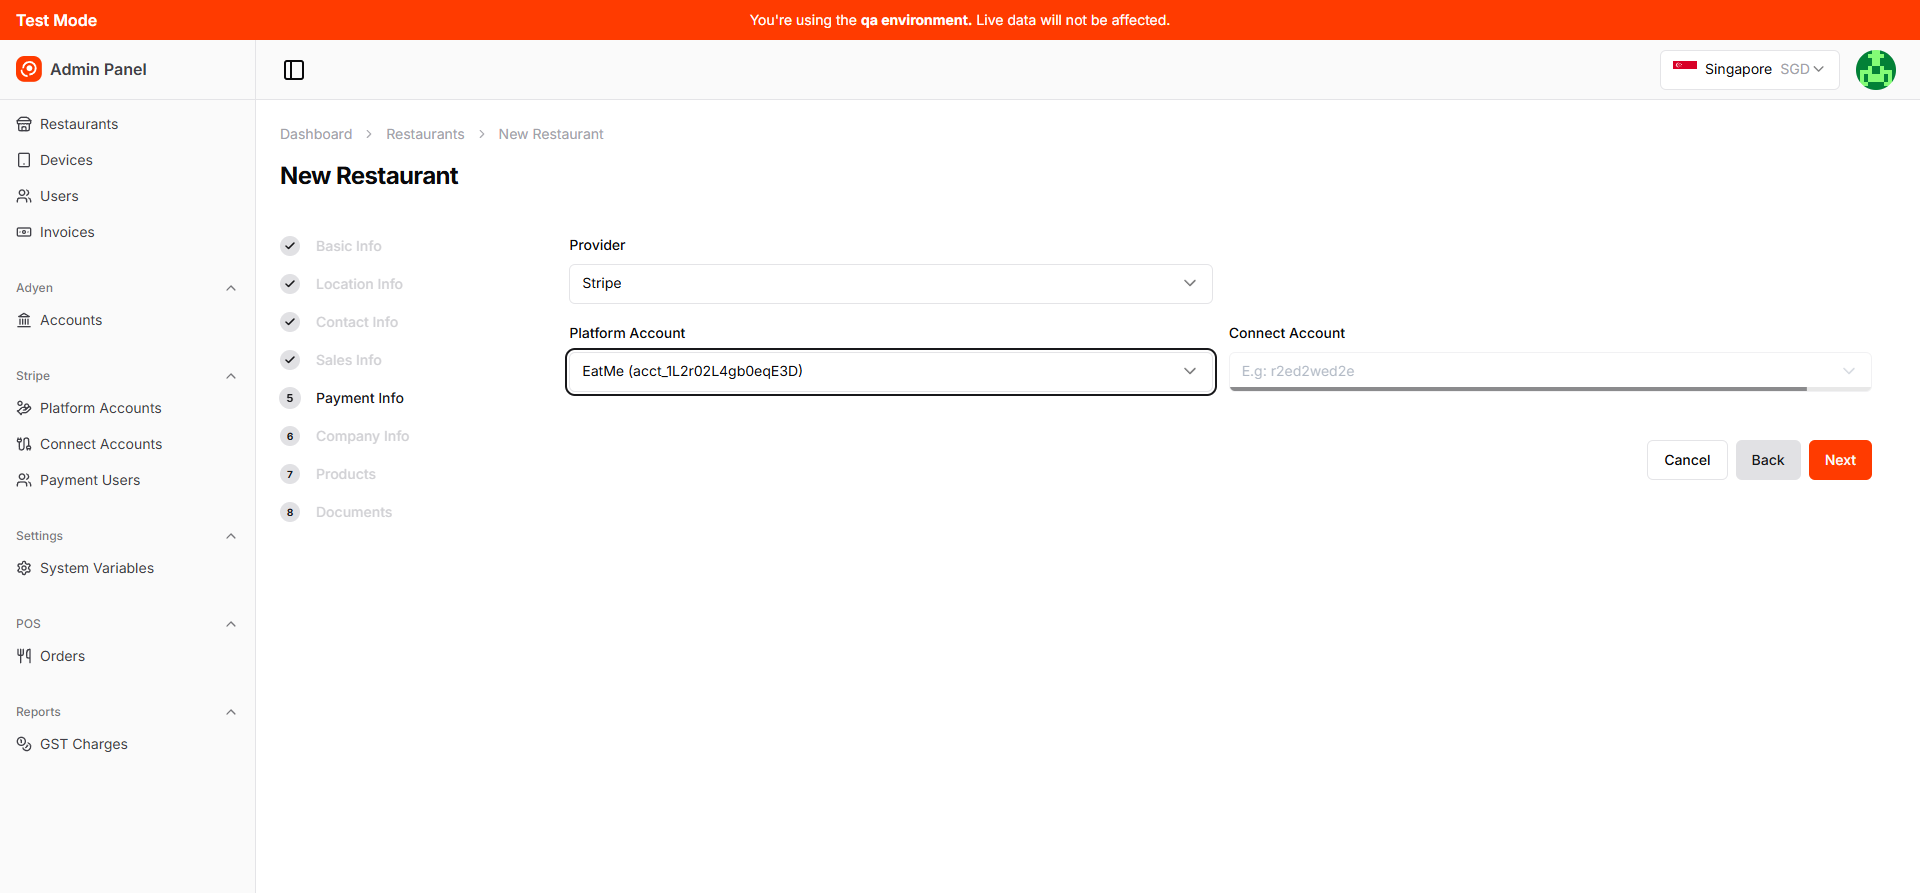 Test Mode
You're using the qa environment. Live data will not be affected.
Admin Panel
Singapore SGD
Restaurants
Devices
Users
Invoices
Adyen
Accounts
Stripe
Platform Accounts
Connect Accounts
Payment Users
Settings
System Variables
POS
Orders
Reports
GST Charges
Dashboard > Restaurants > New Restaurant
New Restaurant
Basic Info
Location Info
Contact Info
Sales Info
5 Payment Info
6 Company Info
7 Products
8 Documents
Provider
Stripe
Platform Account
EatMe (acct_1L2r02L4gb0eqE3D)
Connect Account
E.g: r2ed2wed2e
Cancel Back Next